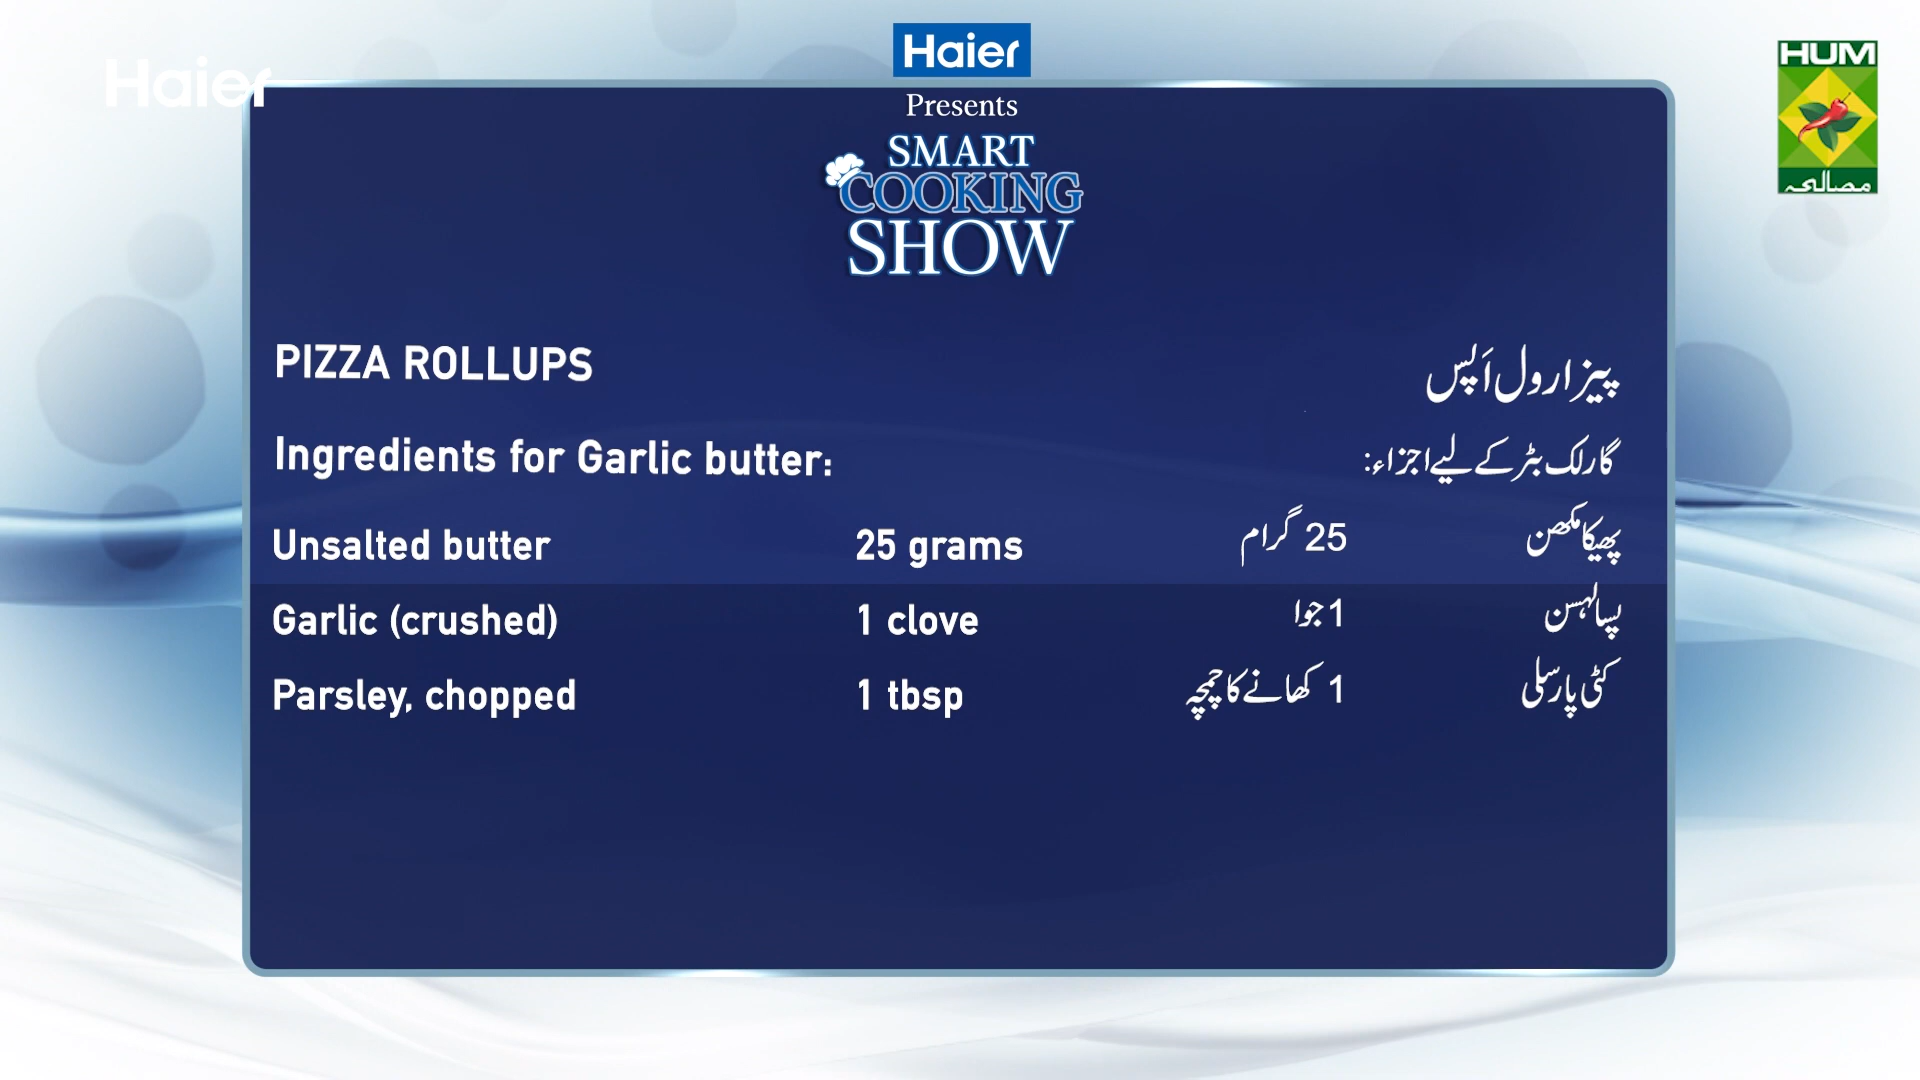 Haier
Haier
HUM
مصالحہ
Presents
SMART
COOKING
SHOW
PIZZA ROLLUPS پیزا رول اَپس
Ingredients for Garlic butter: گارلک بٹر کے لیے اجزاء:
Unsalted butter 25 grams پھیکا مکھن 25 گرام
Garlic (crushed) 1 clove پسا لہسن 1 جوا
Parsley, chopped 1 tbsp کٹی پارسلی 1 کھانے کا چمچہ